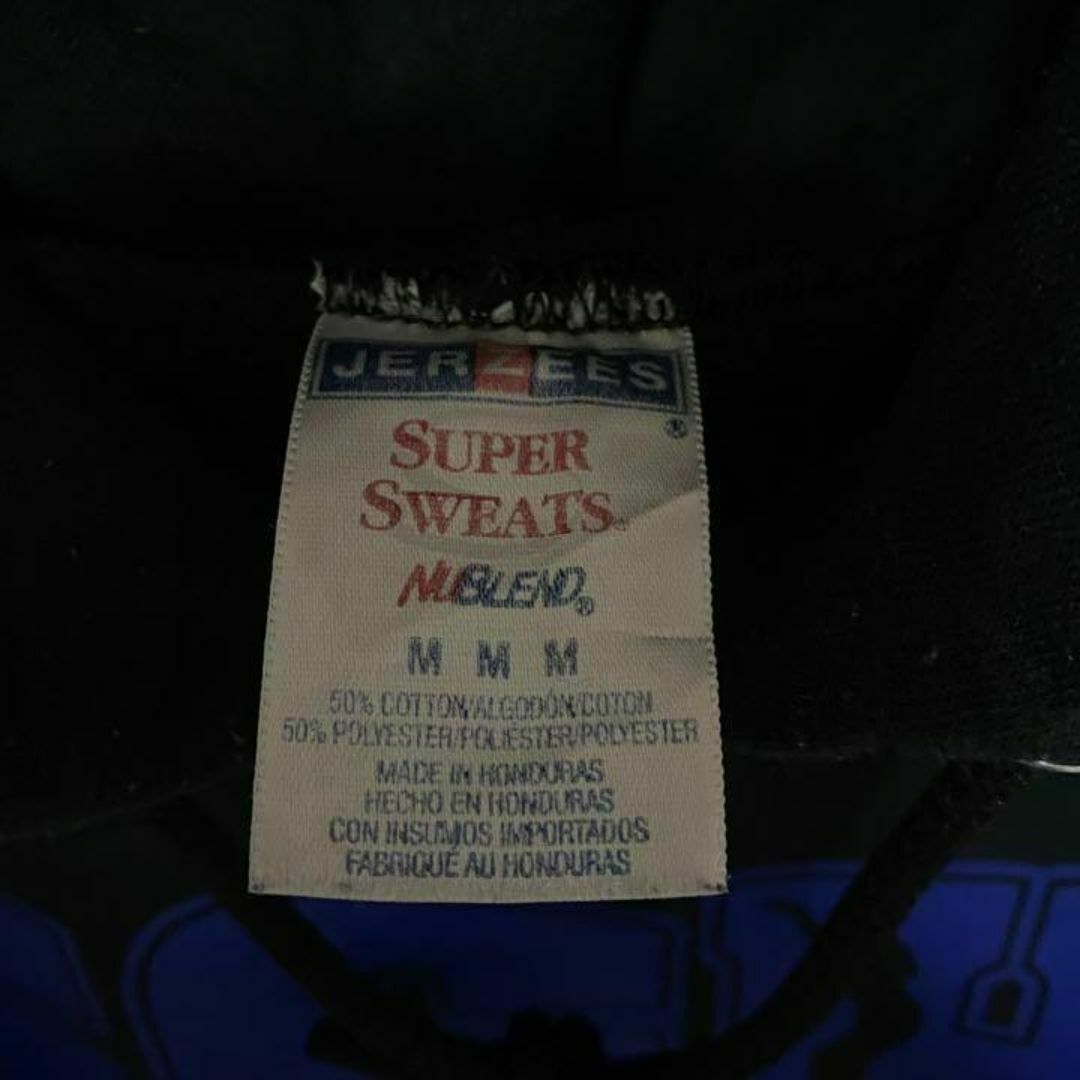 JERZEES
®
SUPER
SWEATS
NUBLEND®
M M M
50% COTTON/ALGODÓN/COTON
50% POLYESTER/POLIÉSTER/POLYESTER
MADE IN HONDURAS
HECHO EN HONDURAS
CON INSUMOS IMPORTADOS
FABRIQUÉ AU HONDURAS